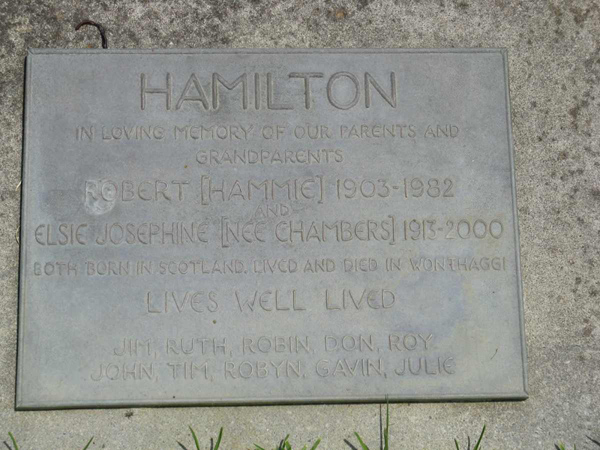 HAMILTON
IN LOVING MEMORY OF OUR PARENTS AND
GRANDPARENTS
ROBERT [HAMMIE] 1903-1982
AND
ELSIE JOSEPHINE [NEE CHAMBERS] 1913-2000
BOTH BORN IN SCOTLAND. LIVED AND DIED IN WONTHAGGI
LIVES WELL LIVED
JIM, RUTH, ROBIN, DON, ROY,
JOHN, TIM, ROBYN, GAVIN, JULIE